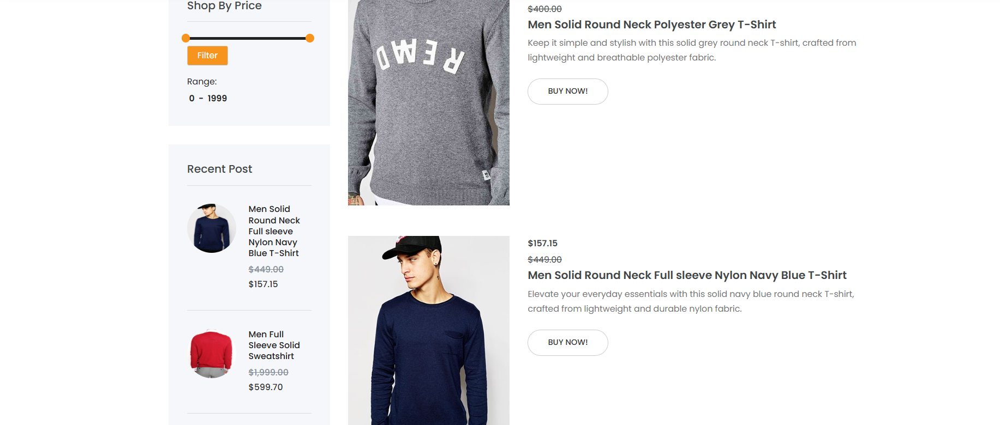 Shop By Price
Filter
Range:
0 - 1999
Recent Post
Men Solid
Round Neck
Full sleeve
Nylon Navy
Blue T-Shirt
$449.00
$157.15
Men Full
Sleeve Solid
Sweatshirt
$1,999.00
$599.70
$400.00
Men Solid Round Neck Polyester Grey T-Shirt
Keep it simple and stylish with this solid grey round neck T-shirt, crafted from
lightweight and breathable polyester fabric.
BUY NOW!
$157.15
$449.00
Men Solid Round Neck Full sleeve Nylon Navy Blue T-Shirt
Elevate your everyday essentials with this solid navy blue round neck T-shirt,
crafted from lightweight and durable nylon fabric.
BUY NOW!